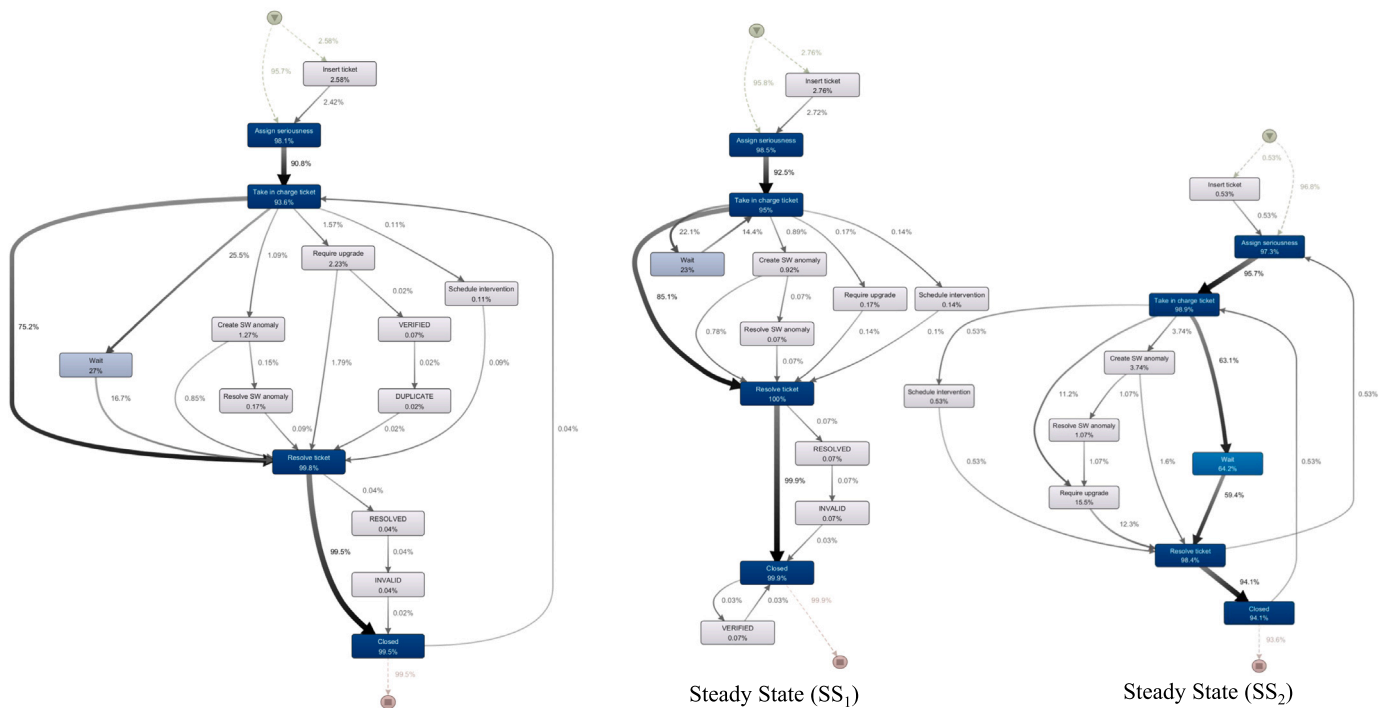 2.58%
95.7%
Insert ticket
2.58%
2.42%
Assign seriousness
98.1%
90.8%
Take in charge ticket
93.6%
1.57%
0.11%
25.5%
1.09%
Require upgrade
2.23%
Schedule intervention
0.11%
0.02%
75.2%
Create SW anomaly
1.27%
VERIFIED
0.07%
Wait
27%
0.15%
1.79%
0.02%
0.09%
16.7%
0.85%
Resolve SW anomaly
0.17%
DUPLICATE
0.02%
0.09%
0.02%
0.04%
Resolve ticket
99.8%
0.04%
RESOLVED
0.04%
99.5%
0.04%
INVALID
0.04%
0.02%
Closed
99.5%
99.5%
2.76%
95.8%
Insert ticket
2.76%
2.72%
Assign seriousness
98.5%
92.5%
Take in charge ticket
95%
22.1%
14.4%
0.89%
0.17%
0.14%
Wait
23%
Create SW anomaly
0.92%
85.1%
Require upgrade
0.17%
Schedule intervention
0.14%
0.07%
0.78%
Resolve SW anomaly
0.07%
0.14%
0.1%
0.07%
Resolve ticket
100%
0.07%
RESOLVED
0.07%
99.9%
0.07%
INVALID
0.07%
0.03%
Closed
99.9%
0.03%
0.03%
99.9%
VERIFIED
0.07%
Steady State (SS1)
0.53%
96.8%
Insert ticket
0.53%
0.53%
Assign seriousness
97.3%
95.7%
Take in charge ticket
98.9%
0.53%
3.74%
63.1%
Create SW anomaly
3.74%
11.2%
Schedule intervention
0.53%
0.53%
1.07%
Resolve SW anomaly
1.07%
1.07%
1.6%
Wait
64.2%
0.53%
0.53%
Require upgrade
15.5%
59.4%
12.3%
Resolve ticket
98.4%
94.1%
Closed
94.1%
93.6%
Steady State (SS2)